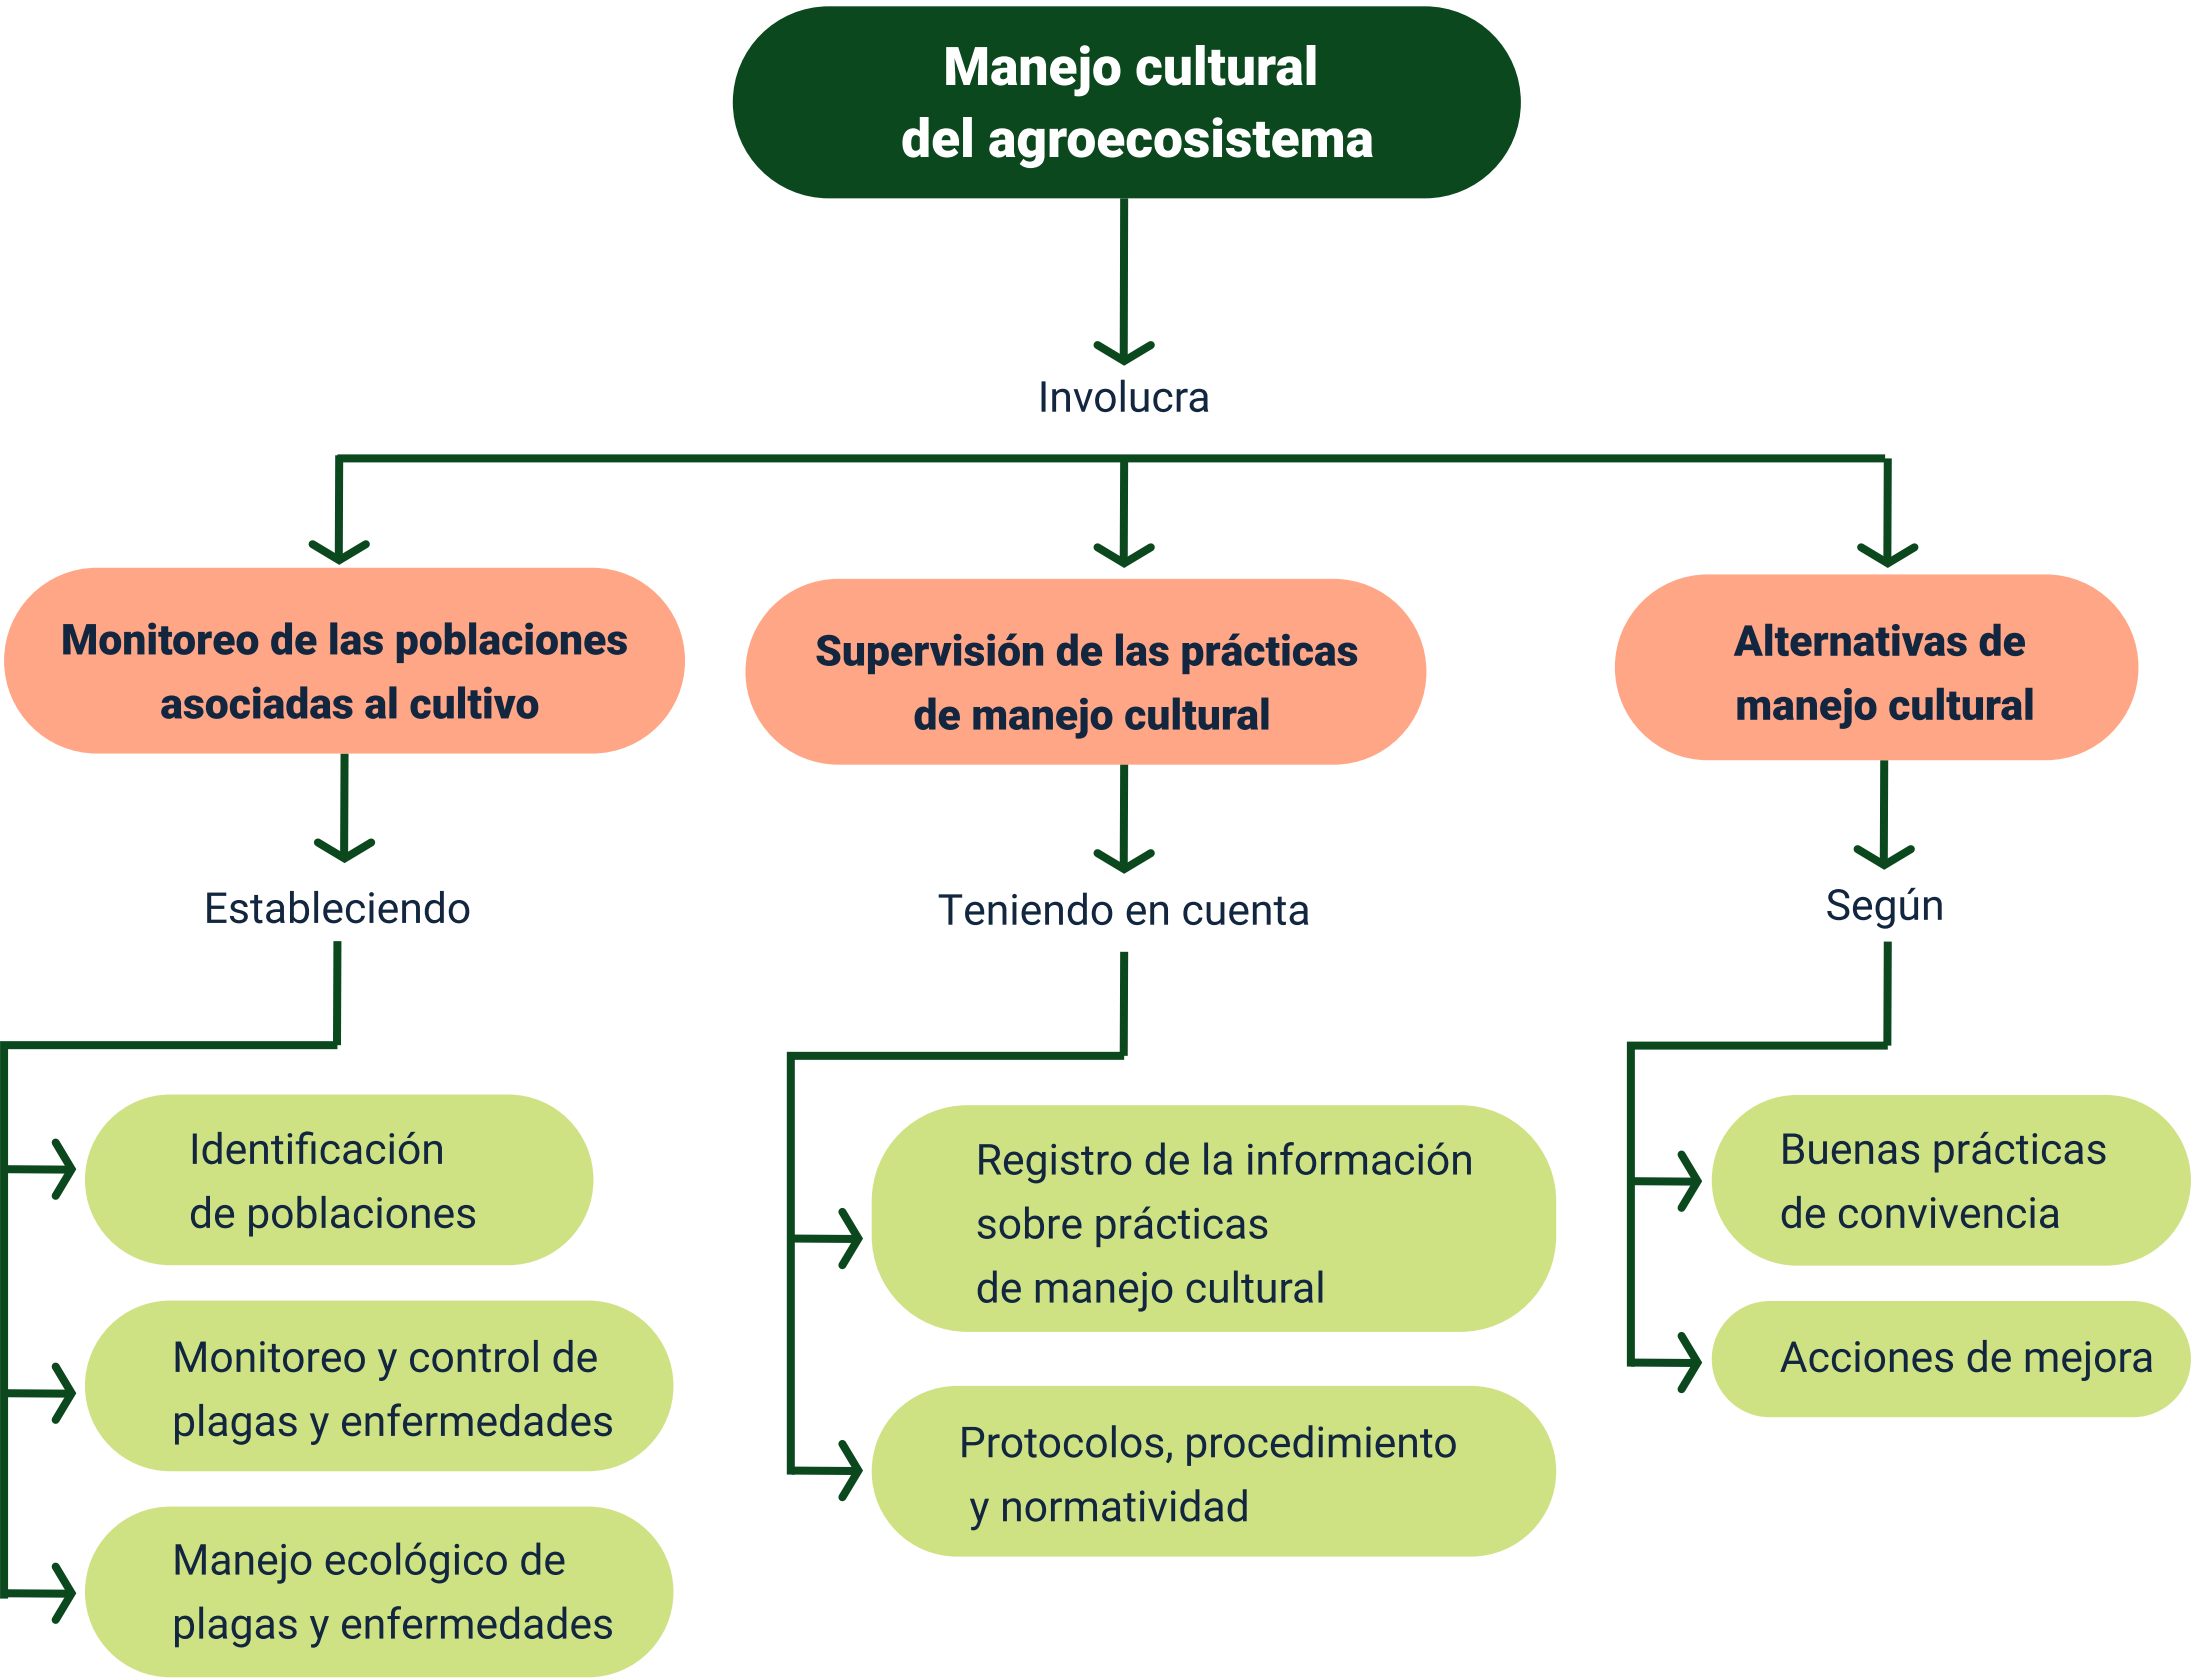 Manejo cultural
del agroecosistema
Involucra
Monitoreo de las poblaciones
asociadas al cultivo
Supervisión de las prácticas
de manejo cultural
Alternativas de
manejo cultural
Estableciendo
Teniendo en cuenta
Según
Identificación
de poblaciones
Monitoreo y control de
plagas y enfermedades
Manejo ecológico de
plagas y enfermedades
Registro de la información
sobre prácticas
de manejo cultural
Protocolos, procedimiento
y normatividad
Buenas prácticas
de convivencia
Acciones de mejora